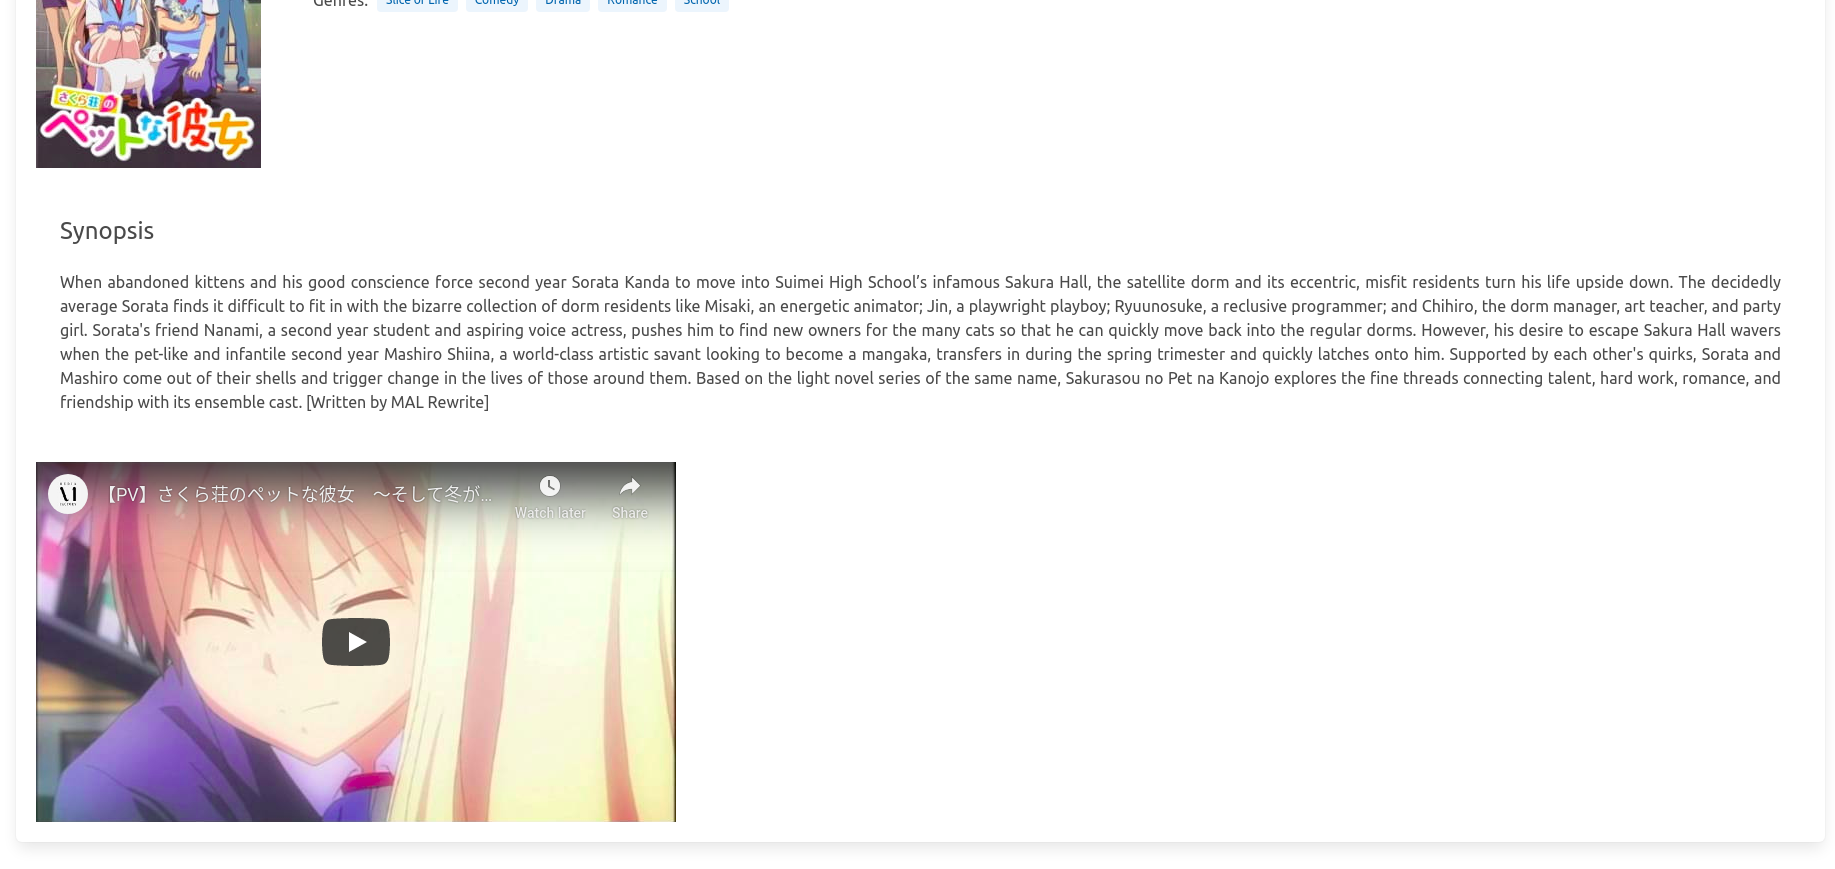 Genres: Slice of Life Comedy Drama Romance School
さくら荘の
ペットな彼女
Synopsis
When abandoned kittens and his good conscience force second year Sorata Kanda to move into Suimei High School’s infamous Sakura Hall, the satellite dorm and its eccentric, misfit residents turn his life upside down. The decidedly
average Sorata finds it difficult to fit in with the bizarre collection of dorm residents like Misaki, an energetic animator; Jin, a playwright playboy; Ryuunosuke, a reclusive programmer; and Chihiro, the dorm manager, art teacher, and party
girl. Sorata's friend Nanami, a second year student and aspiring voice actress, pushes him to find new owners for the many cats so that he can quickly move back into the regular dorms. However, his desire to escape Sakura Hall wavers
when the pet-like and infantile second year Mashiro Shiina, a world-class artistic savant looking to become a mangaka, transfers in during the spring trimester and quickly latches onto him. Supported by each other's quirks, Sorata and
Mashiro come out of their shells and trigger change in the lives of those around them. Based on the light novel series of the same name, Sakurasou no Pet na Kanojo explores the fine threads connecting talent, hard work, romance, and
friendship with its ensemble cast. [Written by MAL Rewrite]
【PV】さくら荘のペットな彼女　〜そして冬が...
Watch later Share